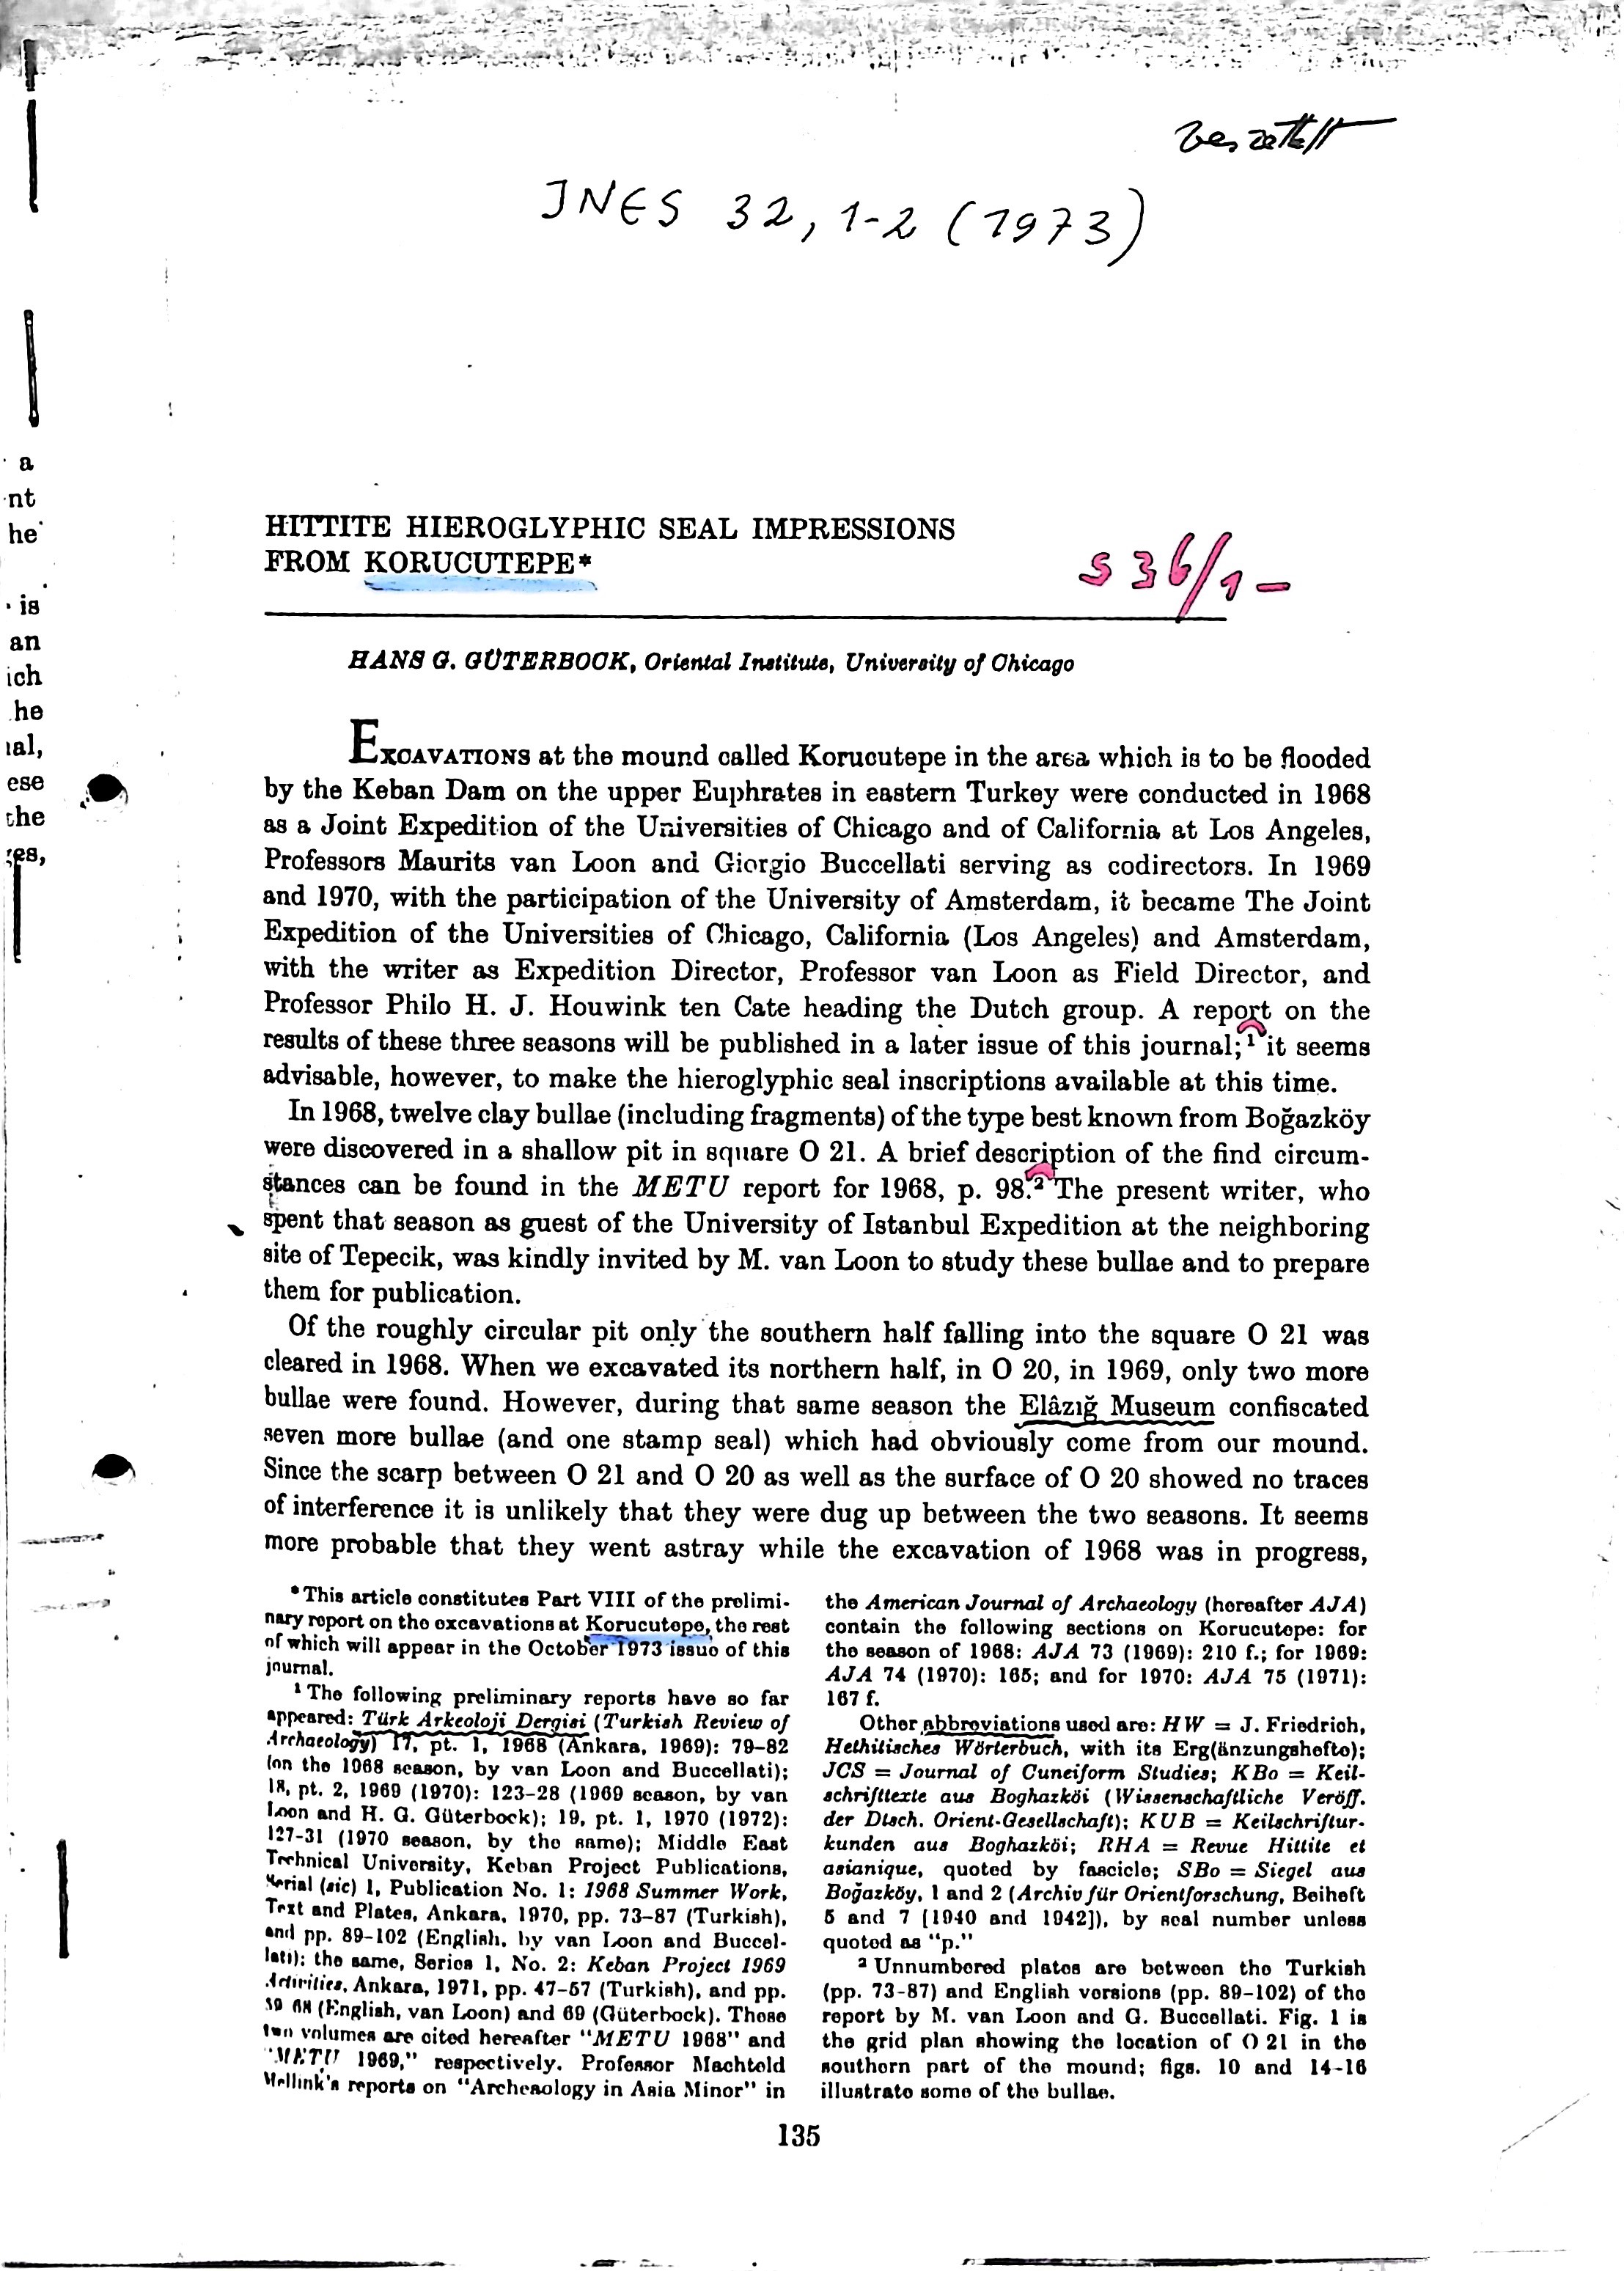 verzettelt
JNES 32, 1-2 (1973)
a
nt
he
is
an
ich
he
ese
the
HITTITE HIEROGLYPHIC SEAL IMPRESSIONS
FROM KORUCUTEPE*
S 36/1-
HANS G. GÜTERBOCK, Oriental Institute, University of Chicago
EXCAVATIONS at the mound called Korucutepe in the area which is to be flooded
by the Keban Dam on the upper Euphrates in eastern Turkey were conducted in 1968
as a Joint Expedition of the Universities of Chicago and of California at Los Angeles,
Professors Maurits van Loon and Giorgio Buccellati serving as codirectors. In 1969
and 1970, with the participation of the University of Amsterdam, it became The Joint
Expedition of the Universities of Chicago, California (Los Angeles) and Amsterdam,
with the writer as Expedition Director, Professor van Loon as Field Director, and
Professor Philo H. J. Houwink ten Cate heading the Dutch group. A report on the
results of these three seasons will be published in a later issue of this journal;¹ it seems
advisable, however, to make the hieroglyphic seal inscriptions available at this time.
In 1968, twelve clay bullae (including fragments) of the type best known from Boğazköy
were discovered in a shallow pit in square O 21. A brief description of the find circum-
stances can be found in the METU report for 1968, p. 98.² The present writer, who
spent that season as guest of the University of Istanbul Expedition at the neighboring
site of Tepecik, was kindly invited by M. van Loon to study these bullae and to prepare
them for publication.
Of the roughly circular pit only the southern half falling into the square O 21 was
cleared in 1968. When we excavated its northern half, in O 20, in 1969, only two more
bullae were found. However, during that same season the Elâzığ Museum confiscated
seven more bullae (and one stamp seal) which had obviously come from our mound.
Since the scarp between O 21 and O 20 as well as the surface of O 20 showed no traces
of interference it is unlikely that they were dug up between the two seasons. It seems
more probable that they went astray while the excavation of 1968 was in progress,
* This article constitutes Part VIII of the prelimi-
nary report on the excavations at Korucutepe, the rest
of which will appear in the October 1973 issue of this
journal.
¹ The following preliminary reports have so far
appeared: Türk Arkeoloji Dergisi (Turkish Review of
Archaeology) 17, pt. 1, 1968 (Ankara, 1969): 79-82
(on the 1968 season, by van Loon and Buccellati);
18, pt. 2, 1969 (1970): 123-28 (1969 season, by van
Loon and H. G. Güterbock); 19, pt. 1, 1970 (1972):
127-31 (1970 season, by the same); Middle East
Technical University, Keban Project Publications,
Serial (sic) 1, Publication No. 1: 1968 Summer Work,
Text and Plates, Ankara, 1970, pp. 73-87 (Turkish),
and pp. 89-102 (English, by van Loon and Buccel-
lati): the same, Series 1, No. 2: Keban Project 1969
Activities, Ankara, 1971, pp. 47-57 (Turkish), and pp.
59-68 (English, van Loon) and 69 (Güterbock). These
two volumes are cited hereafter "METU 1968" and
"METU 1969," respectively. Professor Machteld
Mellink's reports on "Archeaology in Asia Minor" in
the American Journal of Archaeology (hereafter AJA)
contain the following sections on Korucutepe: for
the season of 1968: AJA 73 (1969): 210 f.; for 1969:
AJA 74 (1970): 165; and for 1970: AJA 75 (1971):
167 f.
Other abbreviations used are: HW = J. Friedrich,
Hethitisches Wörterbuch, with its Erg(änzungshefte);
JCS = Journal of Cuneiform Studies; KBo = Keil-
schrifttexte aus Boghazköi (Wissenschaftliche Veröff.
der Dtsch. Orient-Gesellschaft); KUB = Keilschriftur-
kunden aus Boghazköi; RHA = Revue Hittite et
asianique, quoted by fascicle; SBo = Siegel aus
Boğazköy, 1 and 2 (Archiv für Orientforschung, Beiheft
5 and 7 [1940 and 1942]), by seal number unless
quoted as "p."
² Unnumbered plates are between the Turkish
(pp. 73-87) and English versions (pp. 89-102) of the
report by M. van Loon and G. Buccellati. Fig. 1 is
the grid plan showing the location of O 21 in the
southern part of the mound; figs. 10 and 14-16
illustrate some of the bullae.
135